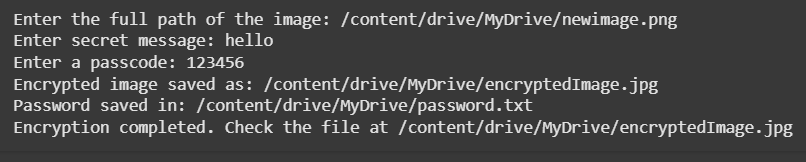 Enter the full path of the image: /content/drive/MyDrive/newimage.png
Enter secret message: hello
Enter a passcode: 123456
Encrypted image saved as: /content/drive/MyDrive/encryptedImage.jpg
Password saved in: /content/drive/MyDrive/password.txt
Encryption completed. Check the file at /content/drive/MyDrive/encryptedImage.jpg